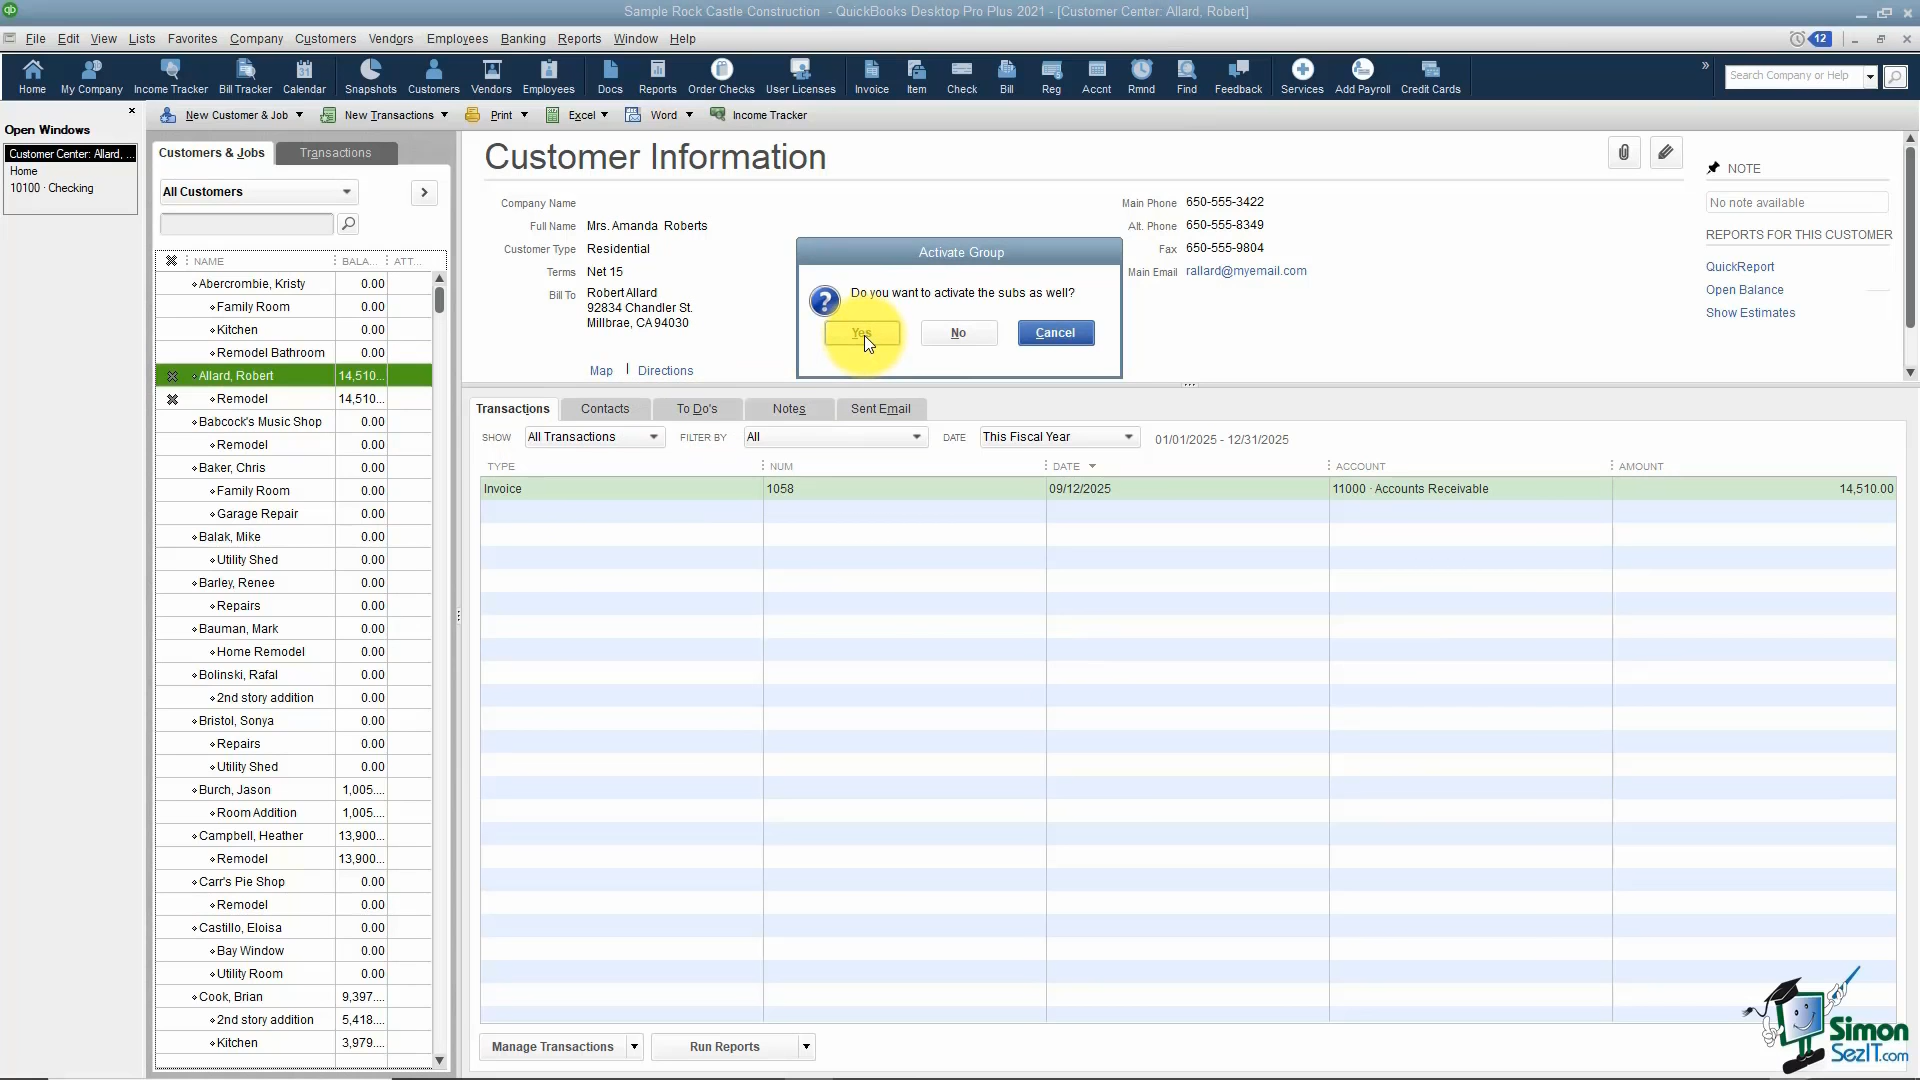 qb
Sample Rock Castle Construction - QuickBooks Desktop Pro Plus 2021 - [Customer Center: Allard, Robert]
File Edit View Lists Favorites Company Customers Vendors Employees Banking Reports Window Help
12
Home My Company Income Tracker Bill Tracker Calendar Snapshots Customers Vendors Employees Docs Reports Order Checks User Licenses Invoice Item Check Bill Reg Accnt Rmnd Find Feedback Services Add Payroll Credit Cards
Search Company or Help
New Customer & Job New Transactions Print Excel Word Income Tracker
Open Windows
Customer Center: Allard, ...
Home
10100 · Checking
Customers & Jobs Transactions
All Customers
NAME BALA... ATT...
Abercrombie, Kristy 0.00
Family Room 0.00
Kitchen 0.00
Remodel Bathroom 0.00
Allard, Robert 14,510...
Remodel 14,510...
Babcock's Music Shop 0.00
Remodel 0.00
Baker, Chris 0.00
Family Room 0.00
Garage Repair 0.00
Balak, Mike 0.00
Utility Shed 0.00
Barley, Renee 0.00
Repairs 0.00
Bauman, Mark 0.00
Home Remodel 0.00
Bolinski, Rafal 0.00
2nd story addition 0.00
Bristol, Sonya 0.00
Repairs 0.00
Utility Shed 0.00
Burch, Jason 1,005....
Room Addition 1,005....
Campbell, Heather 13,900...
Remodel 13,900...
Carr's Pie Shop 0.00
Remodel 0.00
Castillo, Eloisa 0.00
Bay Window 0.00
Utility Room 0.00
Cook, Brian 9,397....
2nd story addition 5,418....
Kitchen 3,979....
Customer Information
Company Name
Full Name Mrs. Amanda Roberts
Customer Type Residential
Terms Net 15
Bill To Robert Allard
92834 Chandler St.
Millbrae, CA 94030
Map | Directions
Main Phone 650-555-3422
Alt. Phone 650-555-8349
Fax 650-555-9804
Main Email rallard@myemail.com
Activate Group
Do you want to activate the subs as well?
Yes No Cancel
NOTE
No note available
REPORTS FOR THIS CUSTOMER
QuickReport
Open Balance
Show Estimates
Transactions Contacts To Do's Notes Sent Email
SHOW All Transactions FILTER BY All DATE This Fiscal Year 01/01/2025 - 12/31/2025
TYPE NUM DATE ACCOUNT AMOUNT
Invoice 1058 09/12/2025 11000 · Accounts Receivable 14,510.00
Manage Transactions Run Reports
Simon
SezIT.com